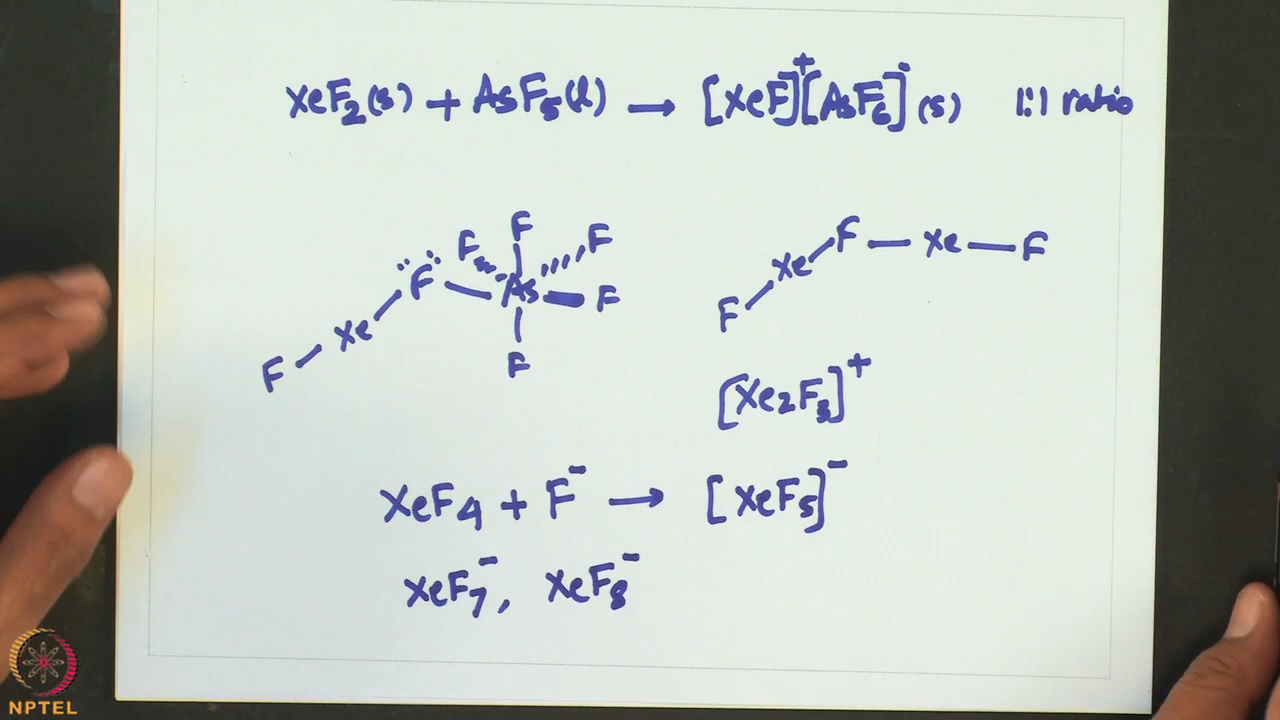 XeF₂(s) + AsF₅(l) → [XeF]⁺[AsF₆]⁻(s) 1:1 ratio
F F F
F As F
Xe F
F
F Xe F Xe F
[Xe₂F₃]⁺
XeF₄ + F⁻ → [XeF₅]⁻
XeF₇⁻, XeF₈⁻
NPTEL